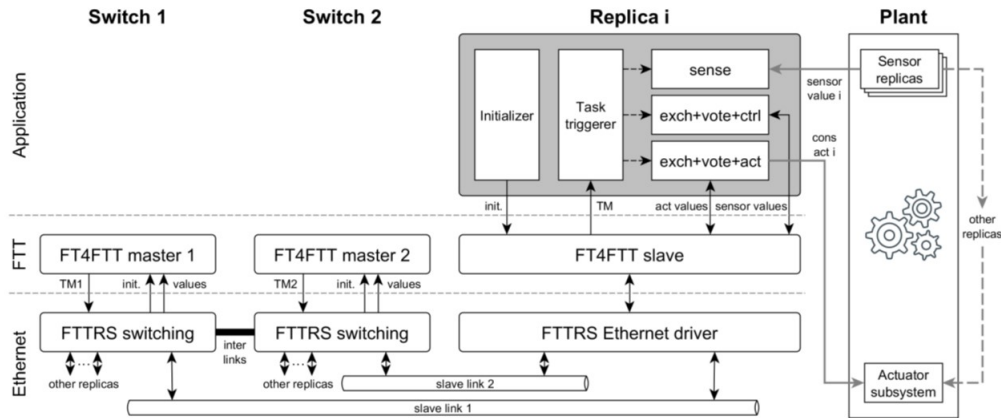 Switch 1
Switch 2
Replica i
Plant
Application
Initializer
Task
triggerer
sense
exch+vote+ctrl
exch+vote+act
sensor
value i
Sensor
replicas
cons
act i
other
replicas
init.
TM
act values
sensor values
FTT
FT4FTT master 1
FT4FTT master 2
FT4FTT slave
TM1
init.
values
TM2
init.
values
Ethernet
FTTRS switching
inter
links
FTTRS switching
FTTRS Ethernet driver
other replicas
other replicas
slave link 2
slave link 1
Actuator
subsystem